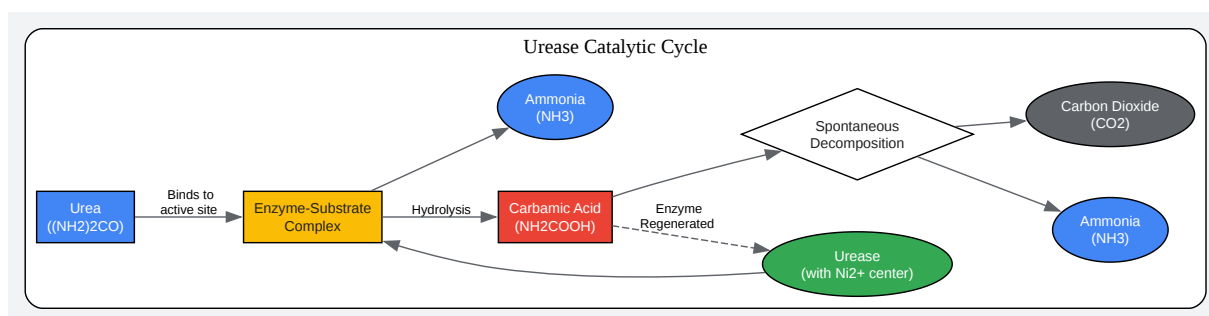 Urease Catalytic Cycle
Urea
((NH2)2CO)
Binds to
active site
Enzyme-Substrate
Complex
Ammonia
(NH3)
Hydrolysis
Carbamic Acid
(NH2COOH)
Enzyme
Regenerated
Spontaneous
Decomposition
Urease
(with Ni2+ center)
Carbon Dioxide
(CO2)
Ammonia
(NH3)